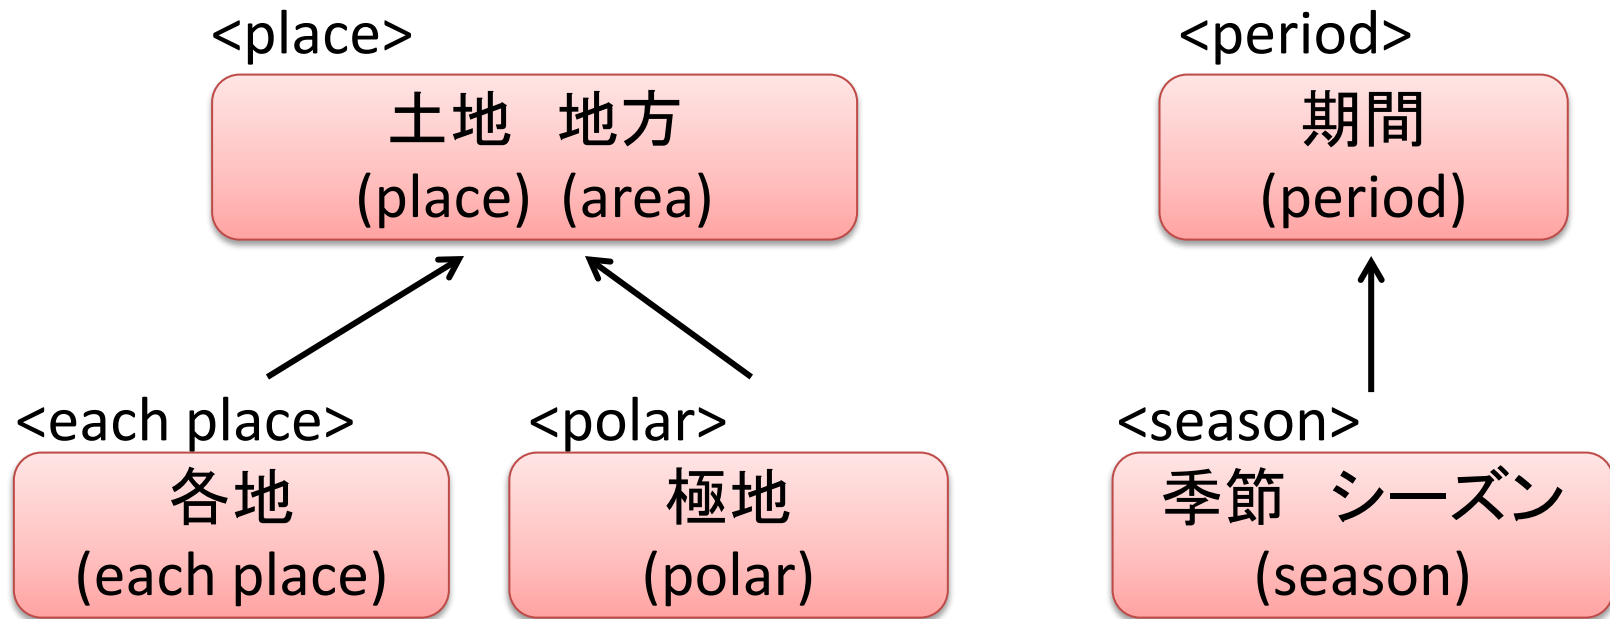 <place>
土地　地方
(place) (area)
<period>
期間
(period)
<each place>
各地
(each place)
<polar>
極地
(polar)
<season>
季節　シーズン
(season)